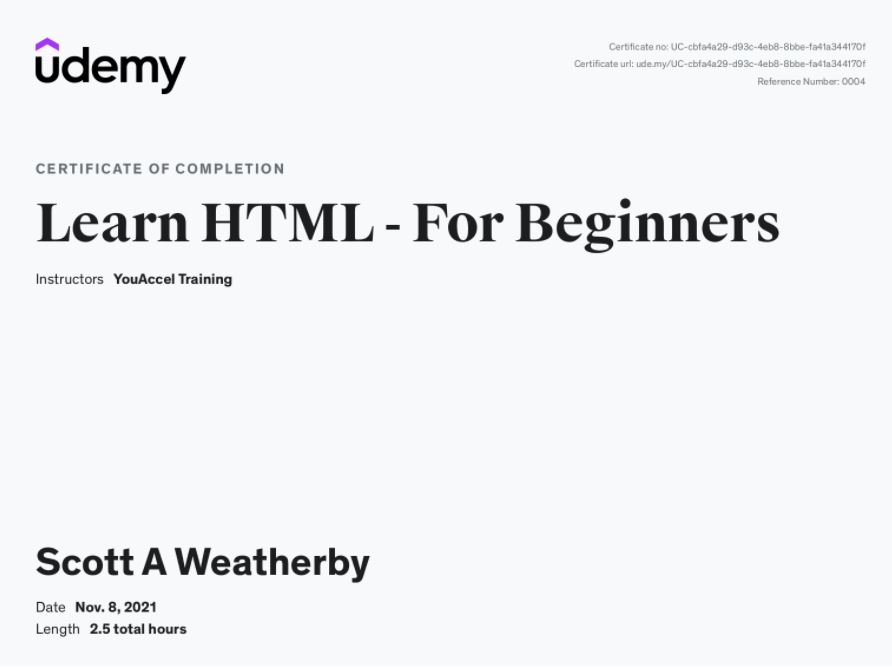 udemy
Certificate no: UC-cbfa4a29-d93c-4eb8-8bbe-fa41a344170f
Certificate url: ude.my/UC-cbfa4a29-d93c-4eb8-8bbe-fa41a344170f
Reference Number: 0004
CERTIFICATE OF COMPLETION
Learn HTML - For Beginners
Instructors YouAccel Training
Scott A Weatherby
Date Nov. 8, 2021
Length 2.5 total hours